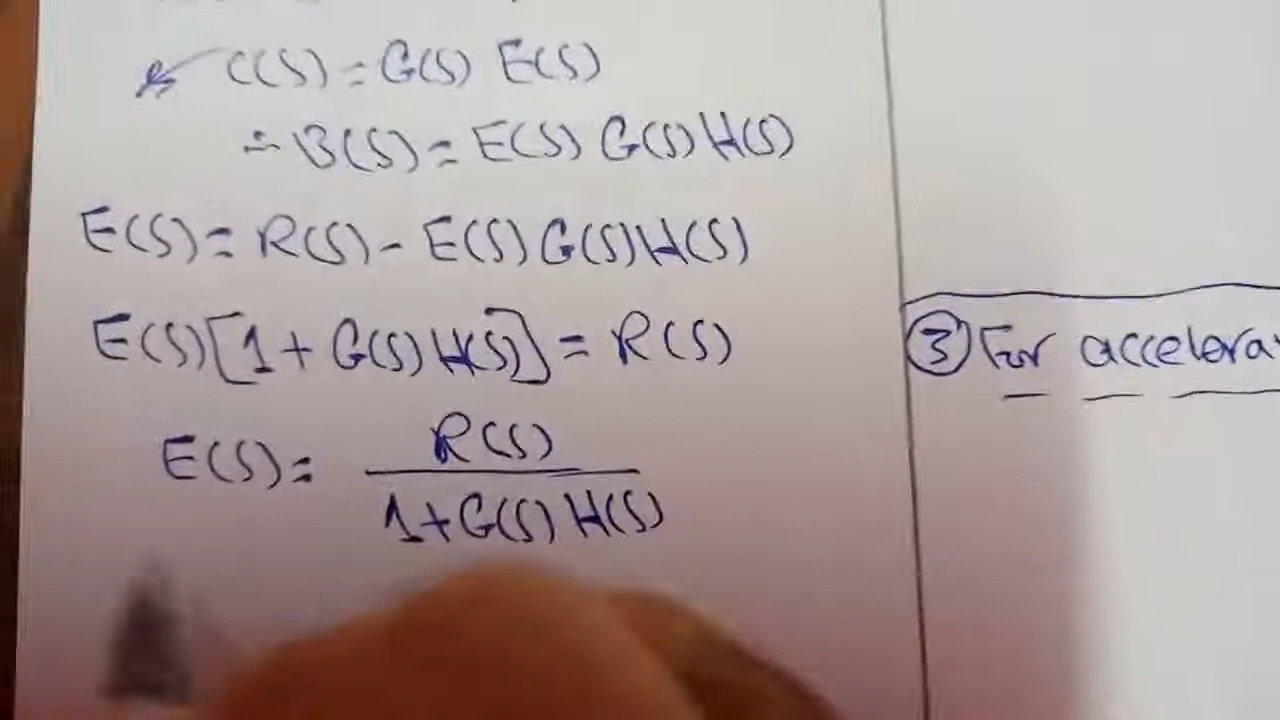 C(S) = G(S) E(S)
∴ B(S) = E(S) G(S) H(S)
E(S) = R(S) - E(S) G(S) H(S)
E(S)[1 + G(S) H(S)] = R(S)
E(S) = R(S) / 1 + G(S) H(S)
③ For accelera